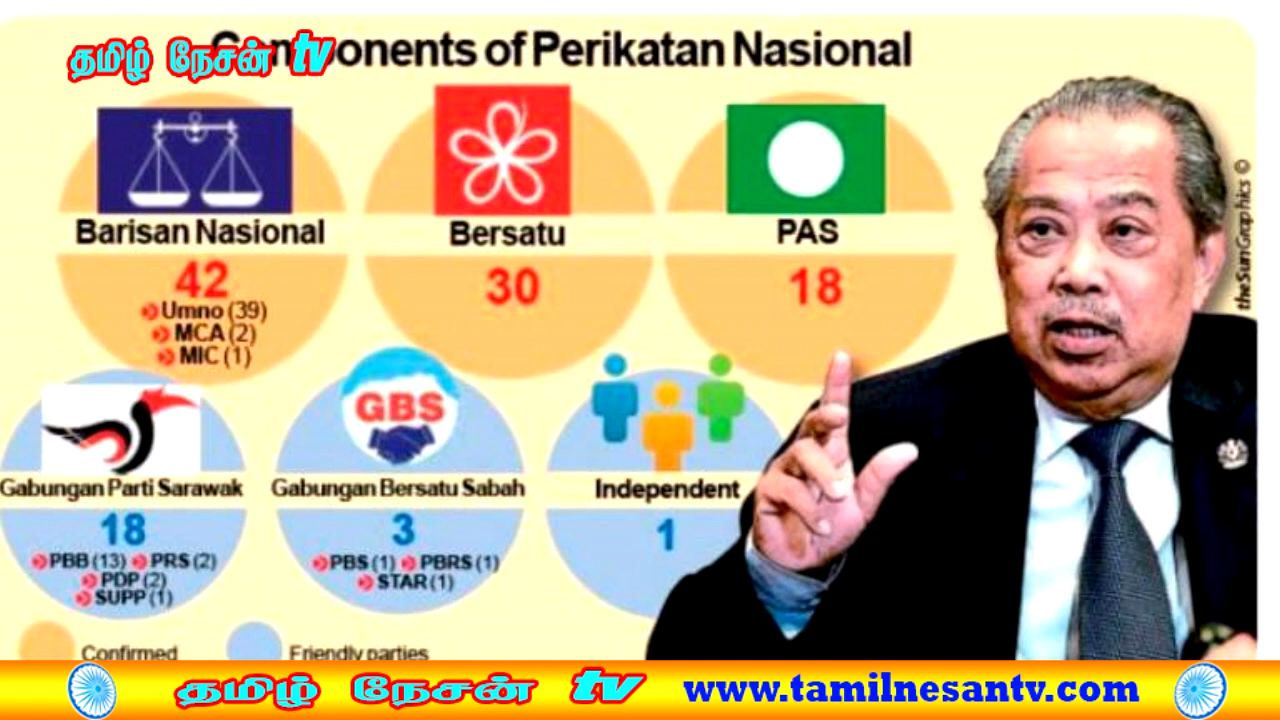 Components of Perikatan Nasional
தமிழ் நேசன் tv
Barisan Nasional
42
Umno (39)
MCA (2)
MIC (1)
Bersatu
30
PAS
18
theSunGraphics ©
Gabungan Parti Sarawak
18
PBB (13) PRS (2)
PDP (2)
SUPP (1)
GBS
Gabungan Bersatu Sabah
3
PBS (1) PBRS (1)
STAR (1)
Independent
1
Confirmed
Friendly parties
தமிழ் நேசன் tv www.tamilnesantv.com